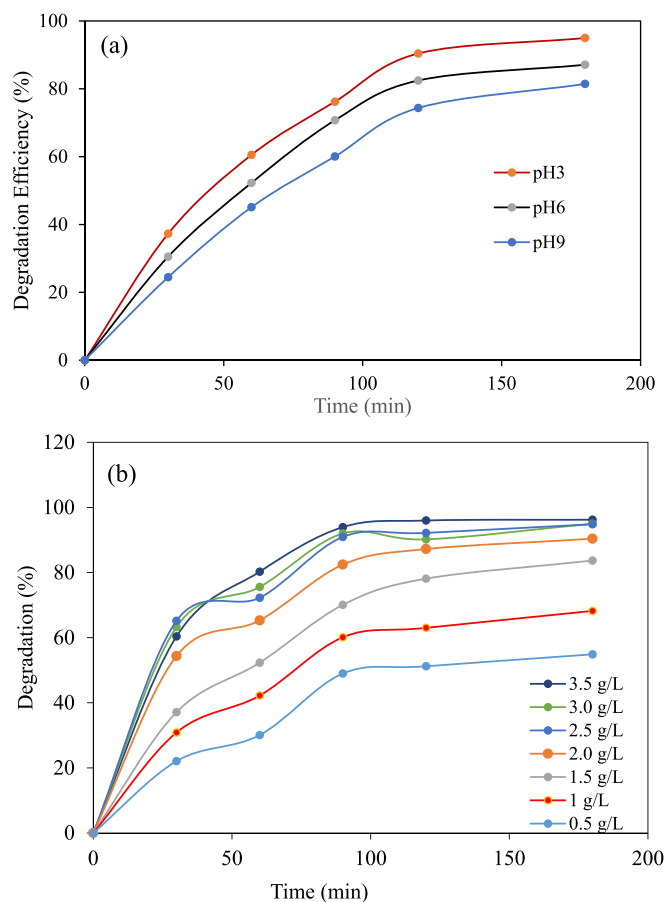 (a)
100
80
60
40
20
0
Degradation Efficiency (%)
pH3
pH6
pH9
0 50 100 150 200
Time (min)
(b)
120
100
80
60
40
20
0
Degradation (%)
3.5 g/L
3.0 g/L
2.5 g/L
2.0 g/L
1.5 g/L
1 g/L
0.5 g/L
0 50 100 150 200
Time (min)